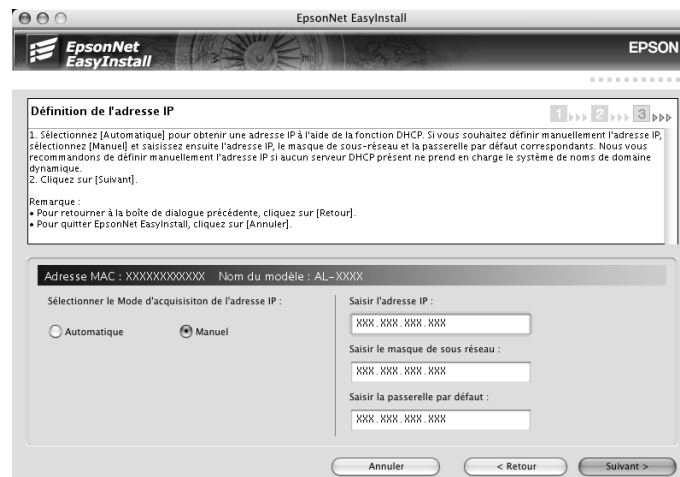 EpsonNet EasyInstall
EpsonNet
EasyInstall
EPSON
Définition de l'adresse IP
1 2 3
1. Sélectionnez [Automatique] pour obtenir une adresse IP à l'aide de la fonction DHCP. Si vous souhaitez définir manuellement l'adresse IP,
sélectionnez [Manuel] et saisissez ensuite l'adresse IP, le masque de sous-réseau et la passerelle par défaut correspondants. Nous vous
recommandons de définir manuellement l'adresse IP si aucun serveur DHCP présent ne prend en charge le système de noms de domaine
dynamique.
2. Cliquez sur [Suivant].
Remarque :
• Pour retourner à la boîte de dialogue précédente, cliquez sur [Retour].
• Pour quitter EpsonNet EasyInstall, cliquez sur [Annuler].
Adresse MAC : XXXXXXXXXXXX Nom du modèle : AL-XXXX
Sélectionner le Mode d'acquisisiton de l'adresse IP :
Automatique
Manuel
Saisir l'adresse IP :
XXX.XXX.XXX.XXX
Saisir le masque de sous réseau :
XXX.XXX.XXX.XXX
Saisir la passerelle par défaut :
XXX.XXX.XXX.XXX
Annuler
< Retour
Suivant >